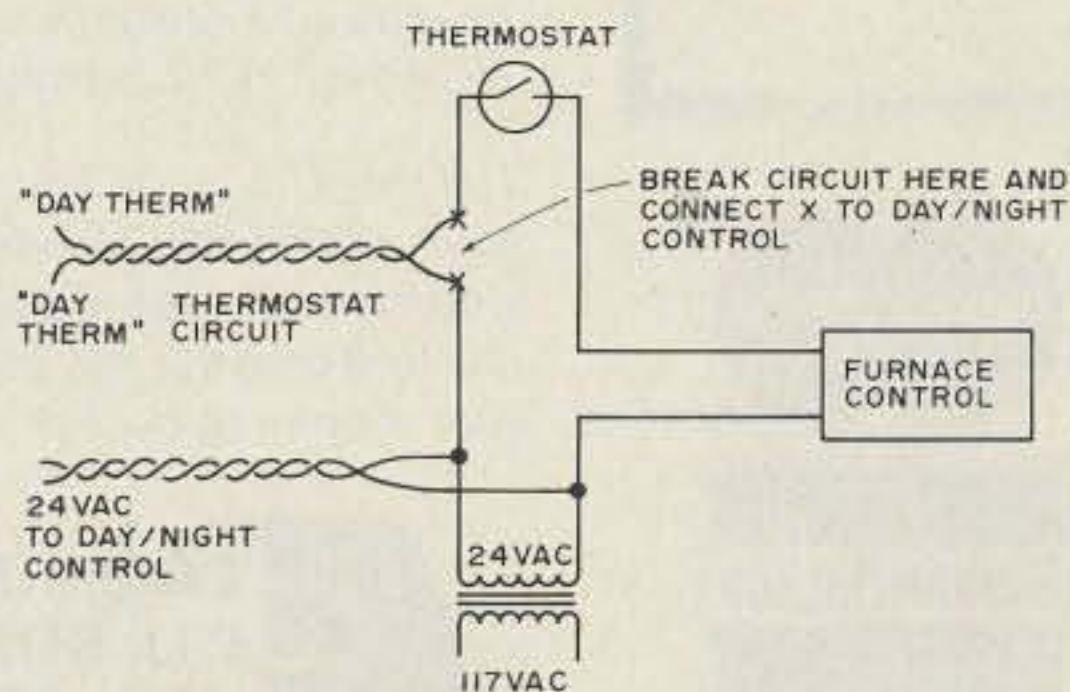 THERMOSTAT
BREAK CIRCUIT HERE AND
CONNECT X TO DAY/NIGHT
CONTROL
"DAY THERM"
"DAY
THERM"
THERMOSTAT
CIRCUIT
FURNACE
CONTROL
24VAC
TO DAY/NIGHT
CONTROL
24VAC
117VAC